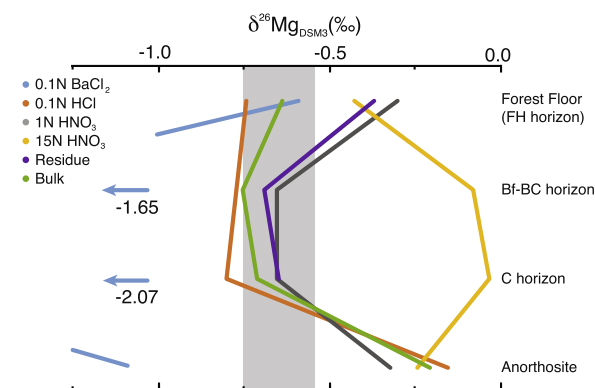 δ²⁶Mg_DSM3(‰)
-1.0 -0.5 0.0
0.1N BaCl₂
0.1N HCl
1N HNO₃
15N HNO₃
Residue
Bulk
Forest Floor
(FH horizon)
Bf-BC horizon
-1.65
C horizon
-2.07
Anorthosite